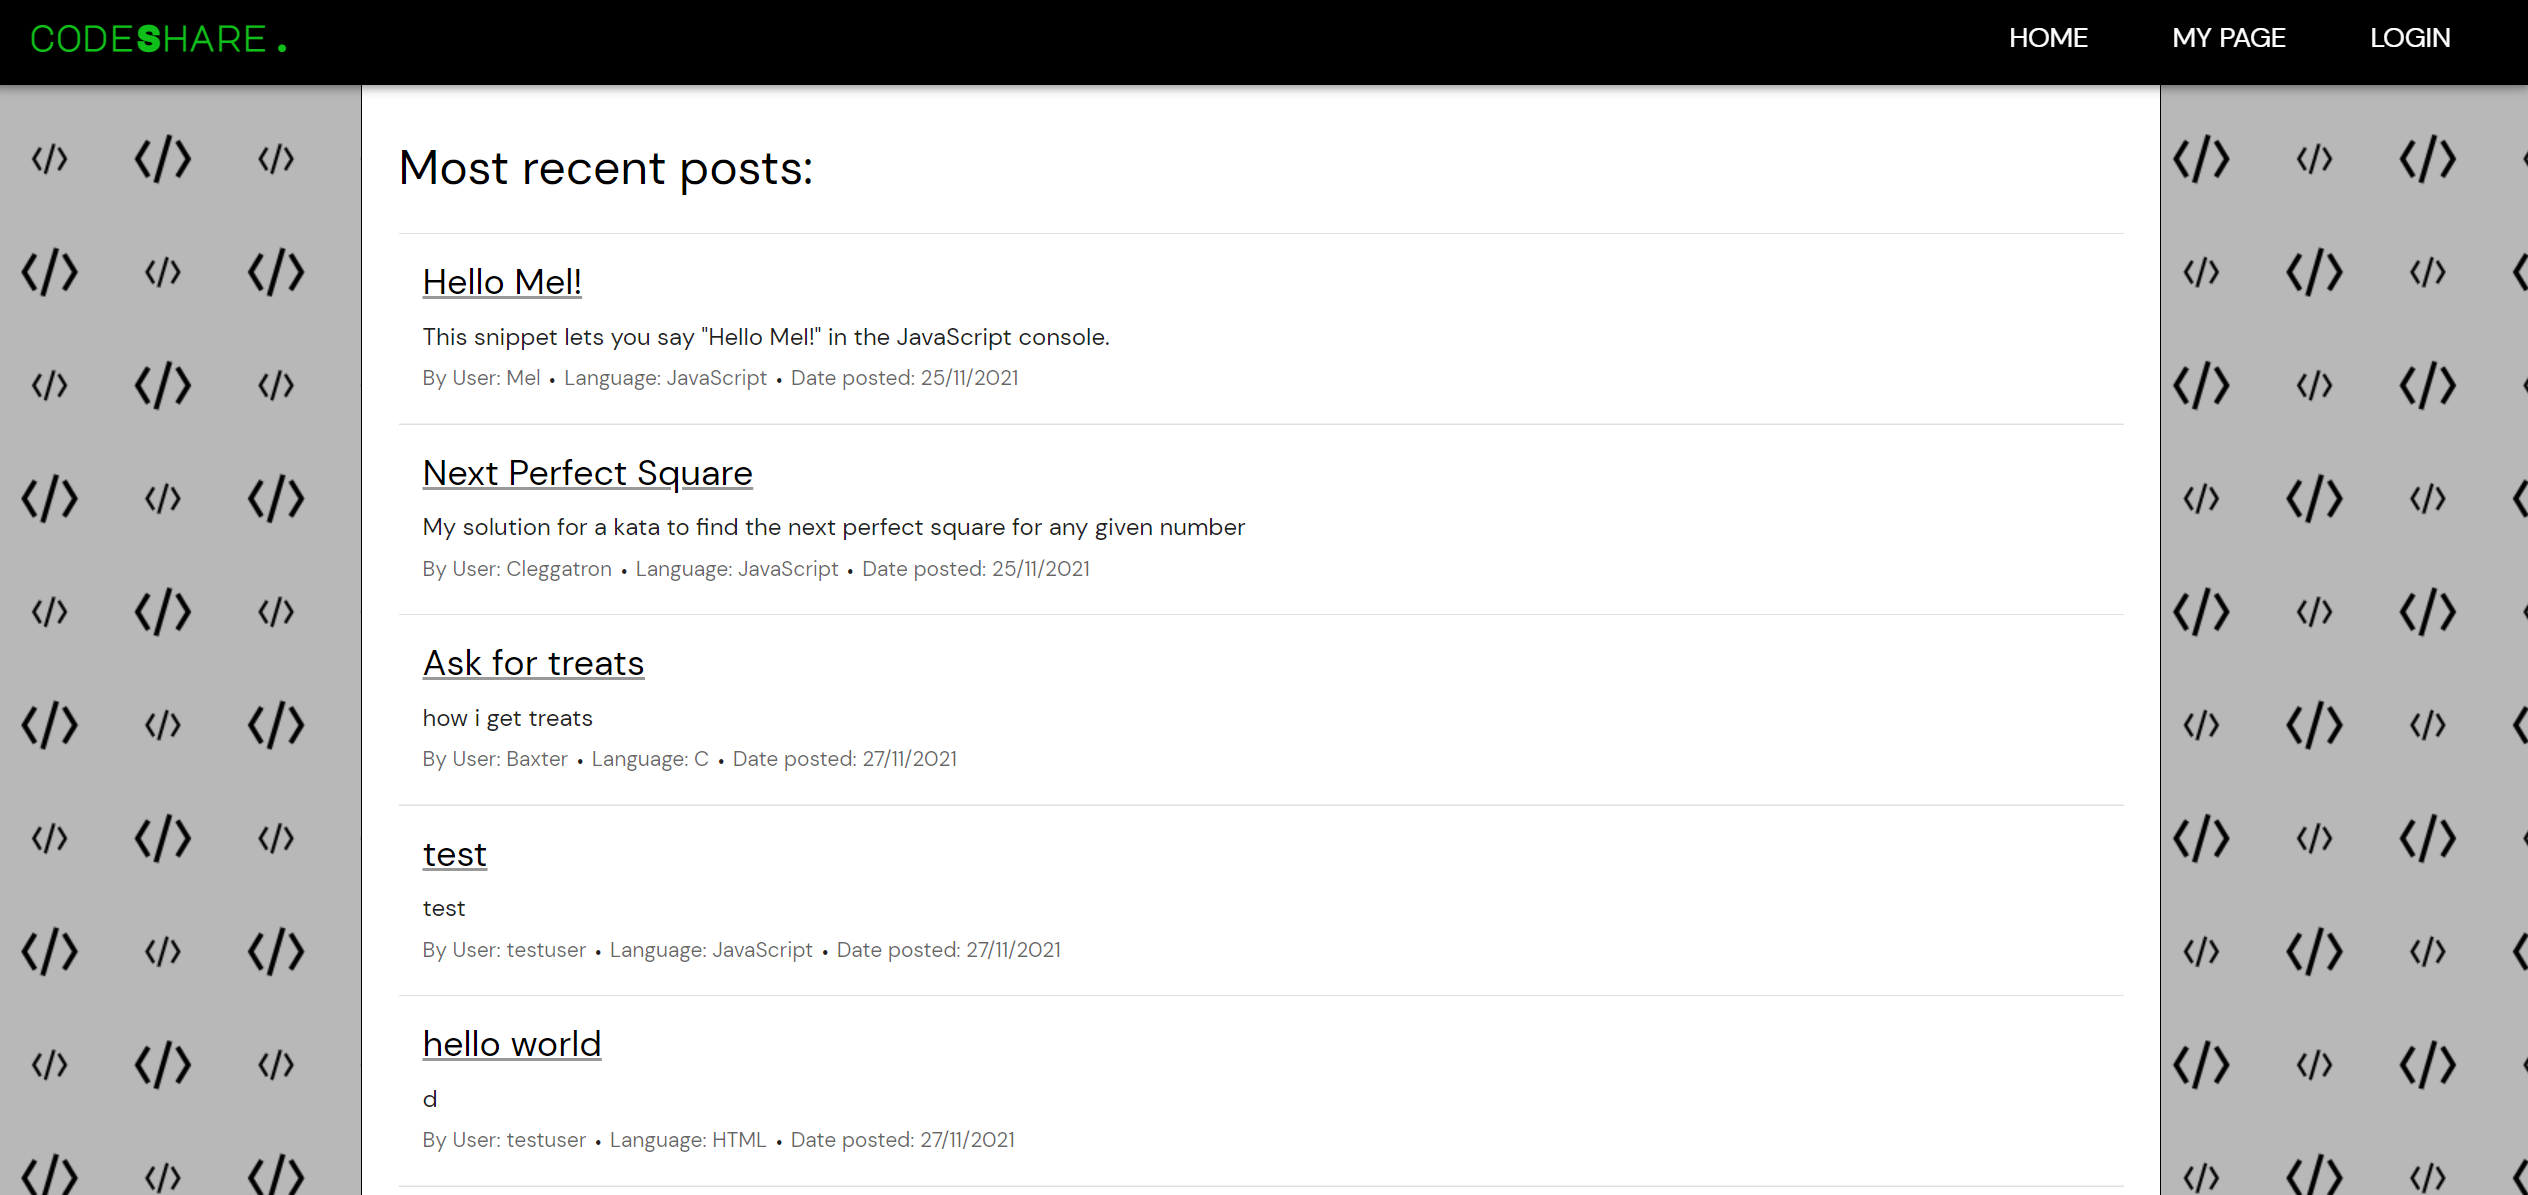 CODESHARE.
HOME MY PAGE LOGIN
Most recent posts:
Hello Mel!
This snippet lets you say "Hello Mel!" in the JavaScript console.
By User: Mel • Language: JavaScript • Date posted: 25/11/2021
Next Perfect Square
My solution for a kata to find the next perfect square for any given number
By User: Cleggatron • Language: JavaScript • Date posted: 25/11/2021
Ask for treats
how i get treats
By User: Baxter • Language: C • Date posted: 27/11/2021
test
test
By User: testuser • Language: JavaScript • Date posted: 27/11/2021
hello world
d
By User: testuser • Language: HTML • Date posted: 27/11/2021